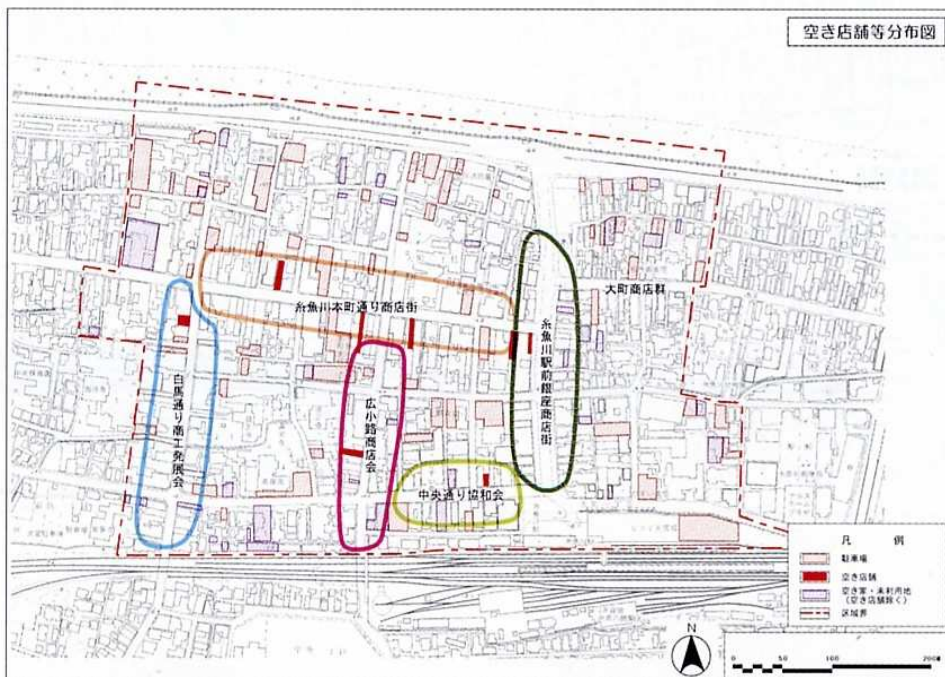 空き店舗等分布図
糸魚川本町通り商店街
大町商店群
白馬通り商工発展会
広小路商店会
糸魚川駅前銀座商店街
中央通り協和会
凡 例
駐車場
空き店舗
空き家・未利用地
(空き店舗除く)
区域界
N
0 50 100 200m